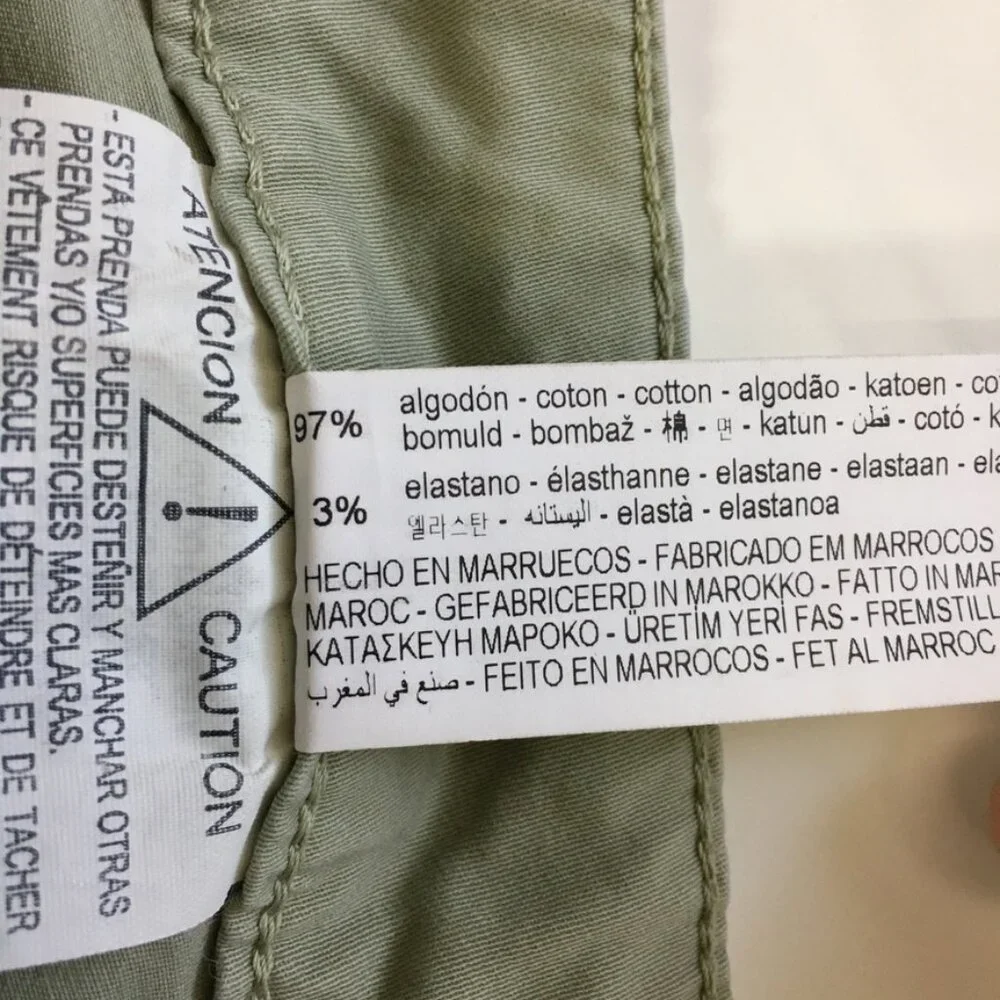 - ESTA PRENDA PUEDE DESTEÑIR Y MANCHAR OTRAS
PRENDAS Y/O SUPERFICIES MAS CLARAS.
- CE VÊTEMENT RISQUE DE DÉTEINDRE ET DE TACHER
ATENCION ! CAUTION
97% algodón - coton - cotton - algodão - katoen - co
bomuld - bombaž - 棉 - 면 - katun - قطن - cotó - k
3% elastano - élasthanne - elastane - elastaan - ela
엘라스탄 - اليستانه - elastà - elastanoa
HECHO EN MARRUECOS - FABRICADO EM MARROCOS
MAROC - GEFABRICEERD IN MAROKKO - FATTO IN MAR
ΚΑΤΑΣΚΕΥΗ ΜΑΡΟΚΟ - ÜRETİM YERİ FAS - FREMSTILL
صنع في المغرب - FEITO EN MARROCOS - FET AL MARROC